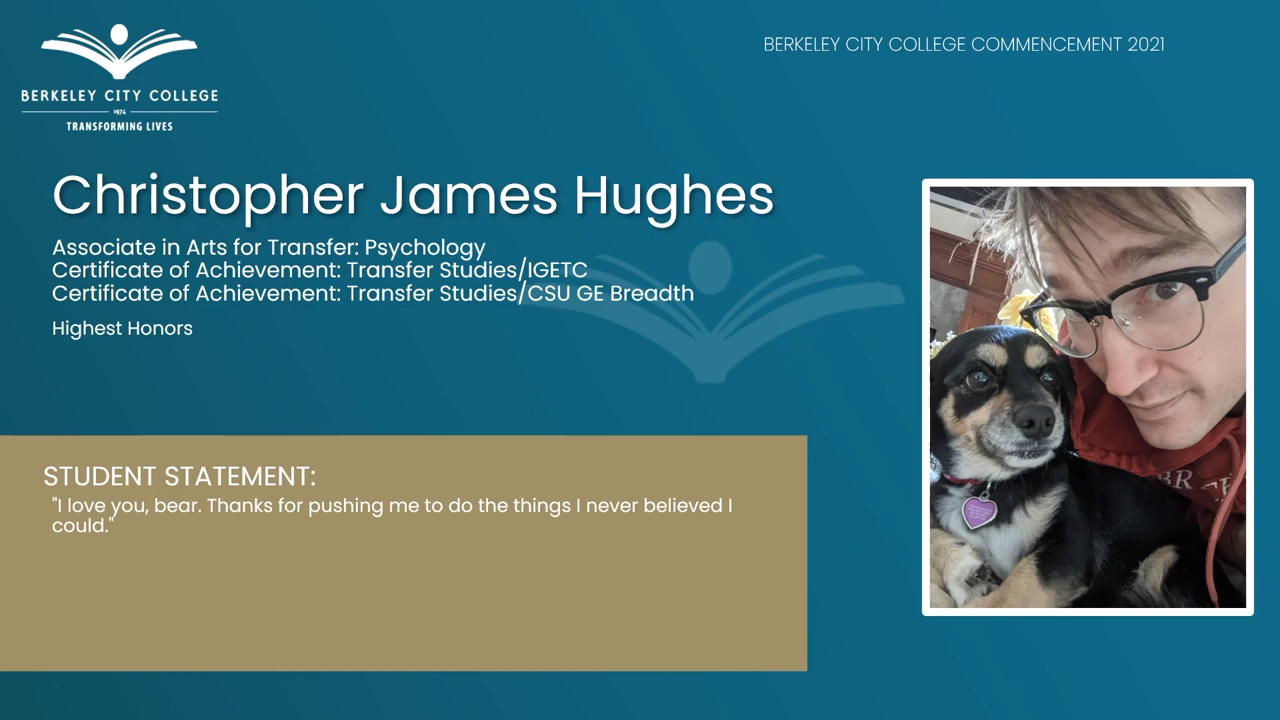 BERKELEY CITY COLLEGE
1974
TRANSFORMING LIVES
BERKELEY CITY COLLEGE COMMENCEMENT 2021
Christopher James Hughes
Associate in Arts for Transfer: Psychology
Certificate of Achievement: Transfer Studies/IGETC
Certificate of Achievement: Transfer Studies/CSU GE Breadth
Highest Honors
STUDENT STATEMENT:
"I love you, bear. Thanks for pushing me to do the things I never believed I
could."